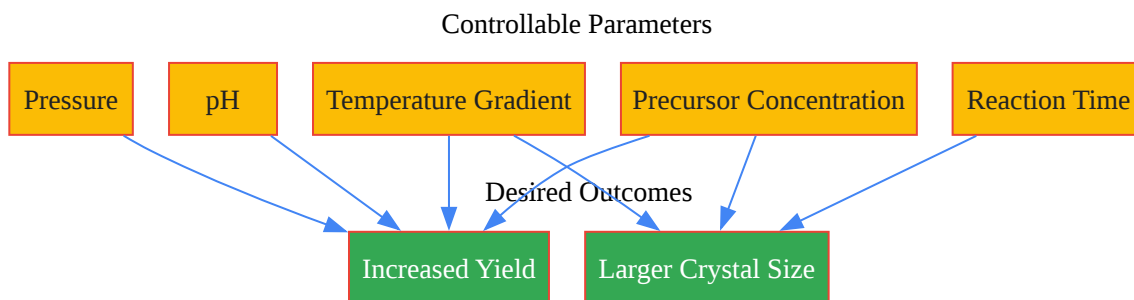 Controllable Parameters
Pressure
pH
Temperature Gradient
Precursor Concentration
Reaction Time
Desired Outcomes
Increased Yield
Larger Crystal Size